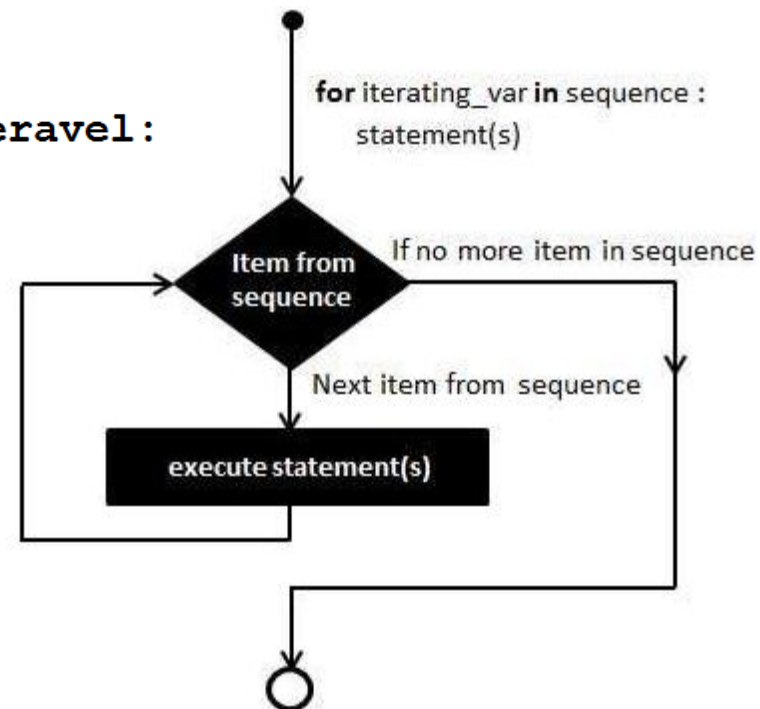 for iterating_var in sequence :
statement(s)
eravel:
Item from
sequence
If no more item in sequence
Next item from sequence
execute statement(s)